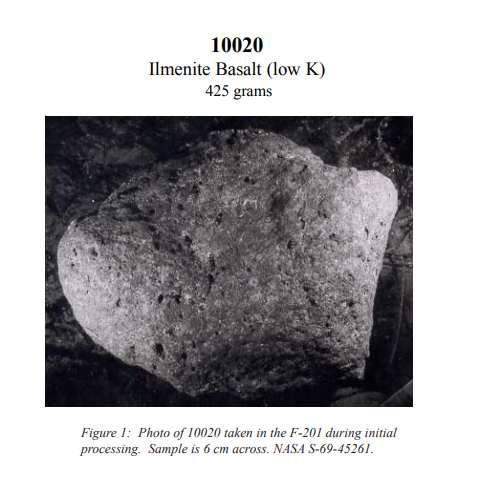 10020
Ilmenite Basalt (low K)
425 grams
Figure 1:  Photo of 10020 taken in the F-201 during initial
processing.  Sample is 6 cm across. NASA S-69-45261.